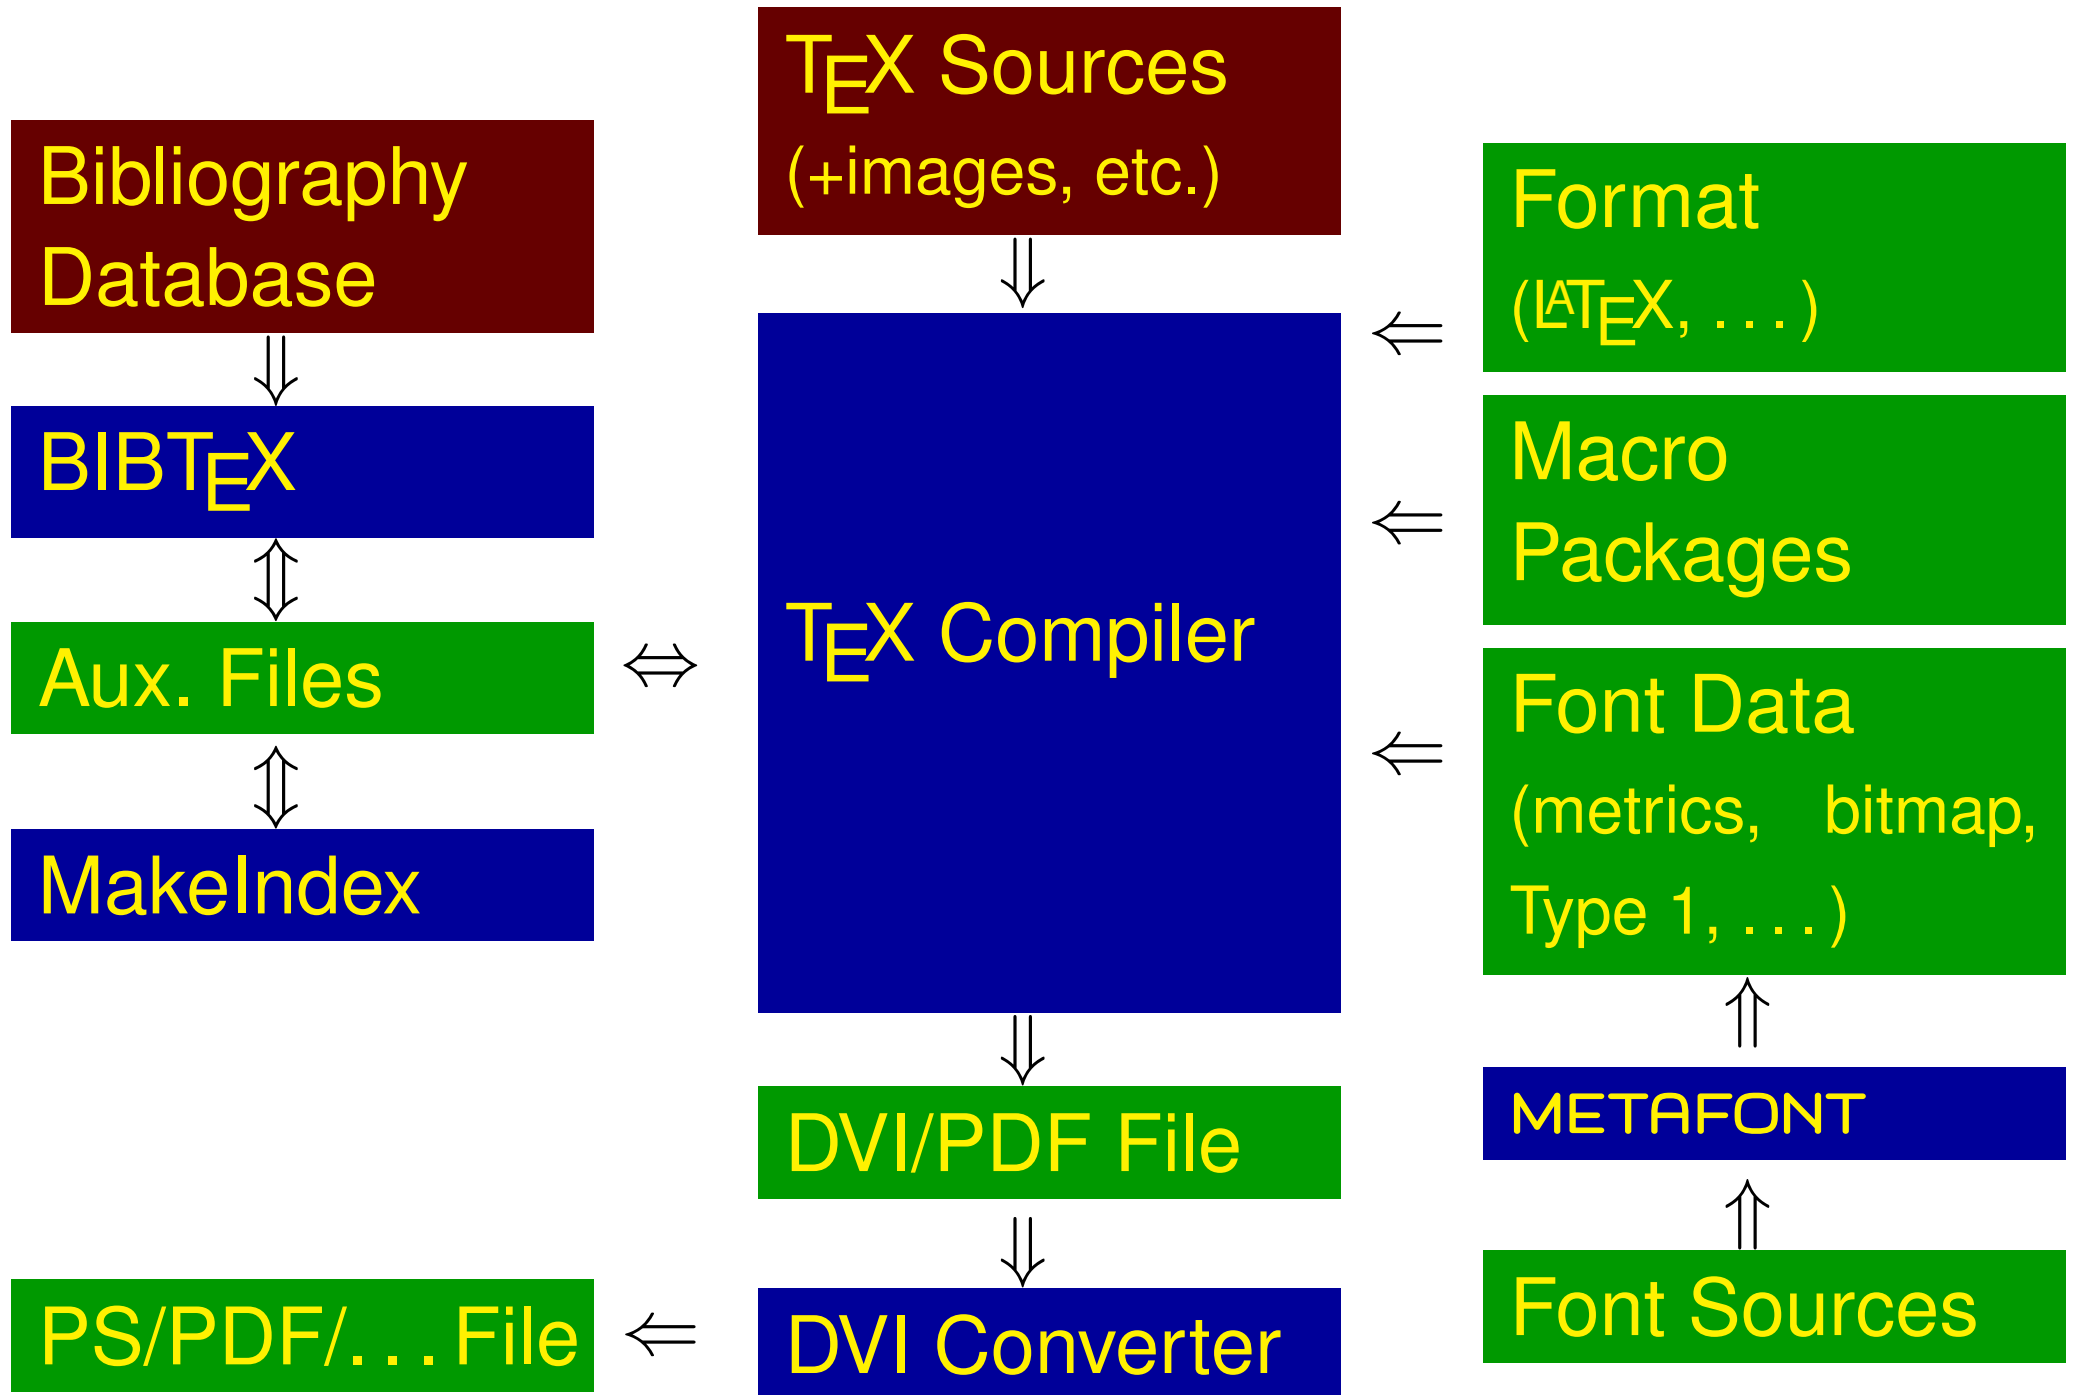 TEX Sources
(+images, etc.)
Bibliography
Database
BIBTEX
Aux. Files
MakeIndex
TEX Compiler
Format
(LATEX, . . . )
Macro
Packages
Font Data
(metrics, bitmap,
Type 1, . . . )
METAFONT
Font Sources
DVI/PDF File
DVI Converter
PS/PDF/. . . File